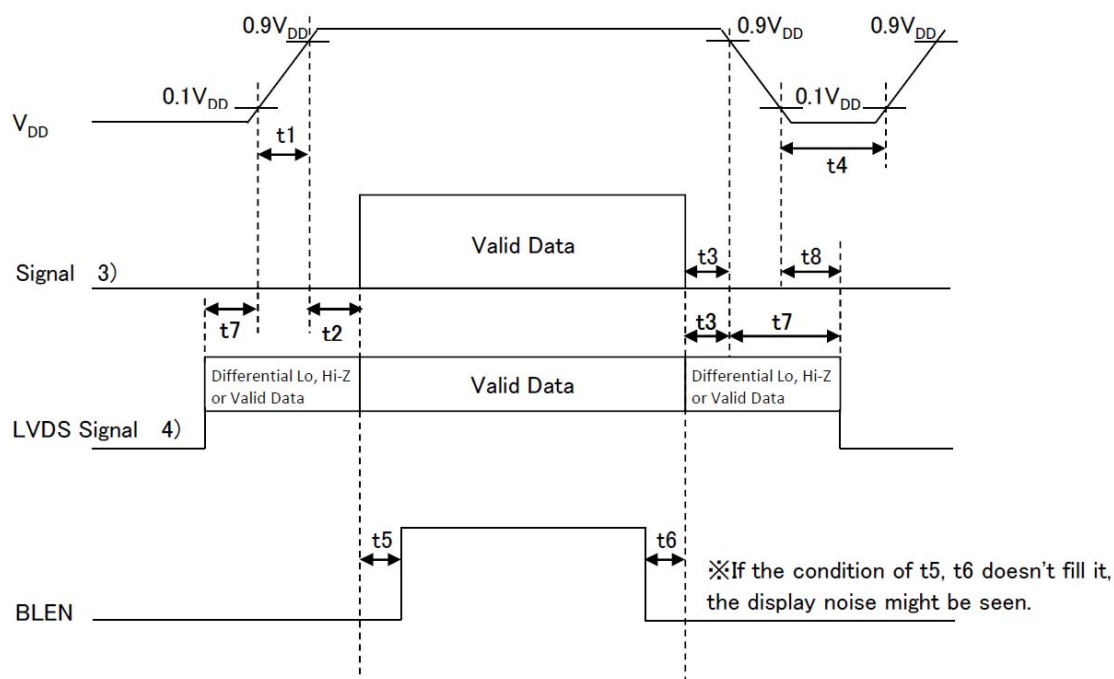 0.9VDD
0.9VDD
0.9VDD
0.1VDD
0.1VDD
VDD
t1
t4
Valid Data
Signal 3)
t3
t8
t7
t2
t3
t7
Differential Lo, Hi-Z
or Valid Data
Valid Data
Differential Lo, Hi-Z
or Valid Data
LVDS Signal 4)
t5
t6
※If the condition of t5, t6 doesn't fill it,
the display noise might be seen.
BLEN